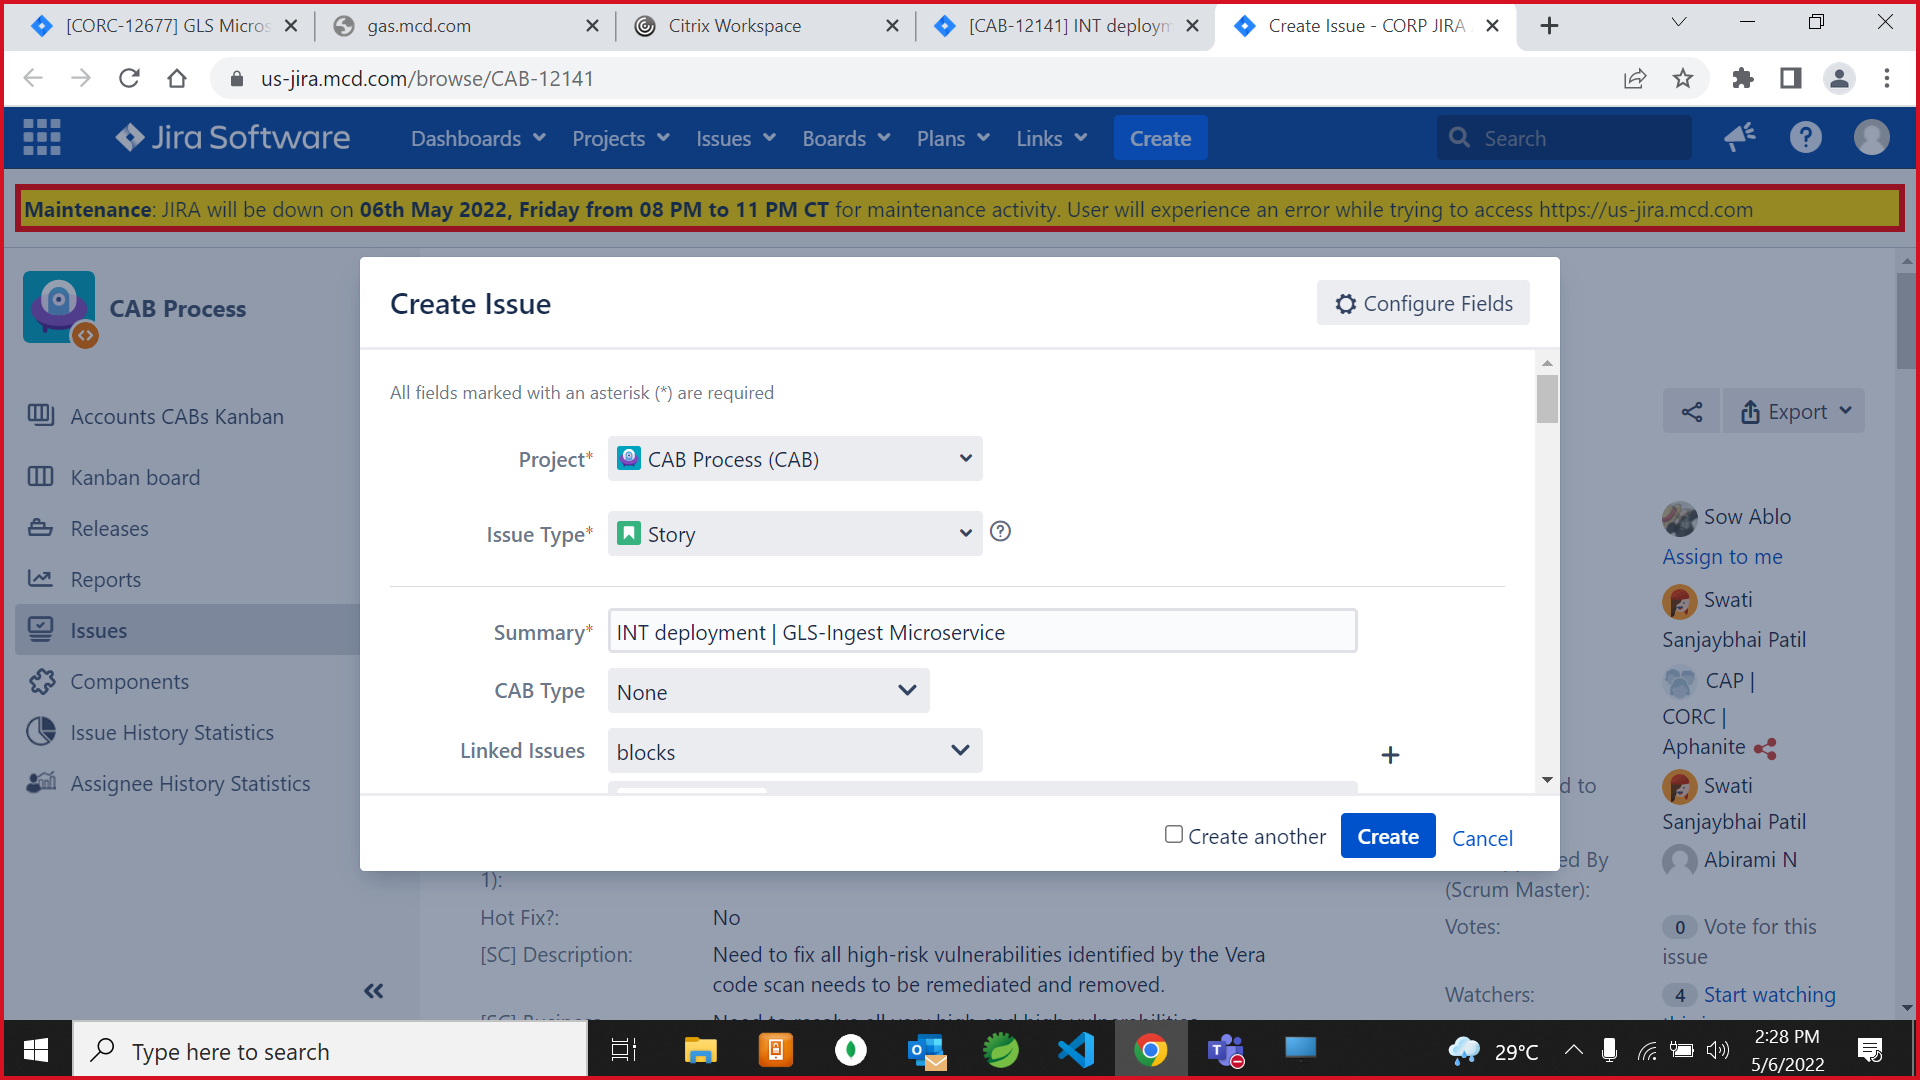 [CORC-12677] GLS Micros
gas.mcd.com
Citrix Workspace
[CAB-12141] INT deploym
Create Issue - CORP JIRA
us-jira.mcd.com/browse/CAB-12141
Jira Software
Dashboards
Projects
Issues
Boards
Plans
Links
Create
Search
Maintenance: JIRA will be down on 06th May 2022, Friday from 08 PM to 11 PM CT for maintenance activity. User will experience an error while trying to access https://us-jira.mcd.com
CAB Process
Accounts CABs Kanban
Kanban board
Releases
Reports
Issues
Components
Issue History Statistics
Assignee History Statistics
Create Issue
Configure Fields
All fields marked with an asterisk (*) are required
Project*
CAB Process (CAB)
Issue Type*
Story
Summary*
INT deployment | GLS-Ingest Microservice
CAB Type
None
Linked Issues
blocks
Create another
Create
Cancel
Export
Sow Ablo
Assign to me
Swati
Sanjaybhai Patil
CAP |
CORC |
Aphanite
d to
Swati
Sanjaybhai Patil
ed By
(Scrum Master):
Abirami N
Votes:
0 Vote for this
issue
Watchers:
4 Start watching
1):
Hot Fix?:
No
[SC] Description:
Need to fix all high-risk vulnerabilities identified by the Vera
code scan needs to be remediated and removed.
Type here to search
29°C
2:28 PM
5/6/2022